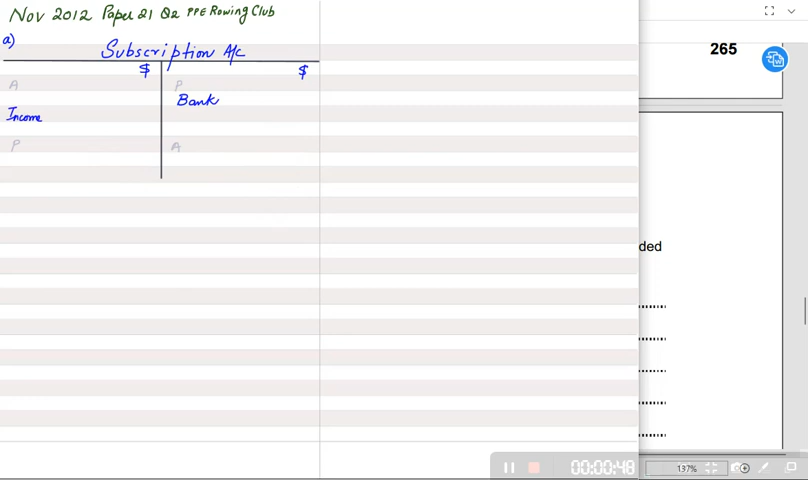 Nov 2012 Paper 21 Q2 PPE Rowing Club
a)
Subscription A/c
$ $
A P
Bank
Income
P A
265
ded
00:00:48
137%